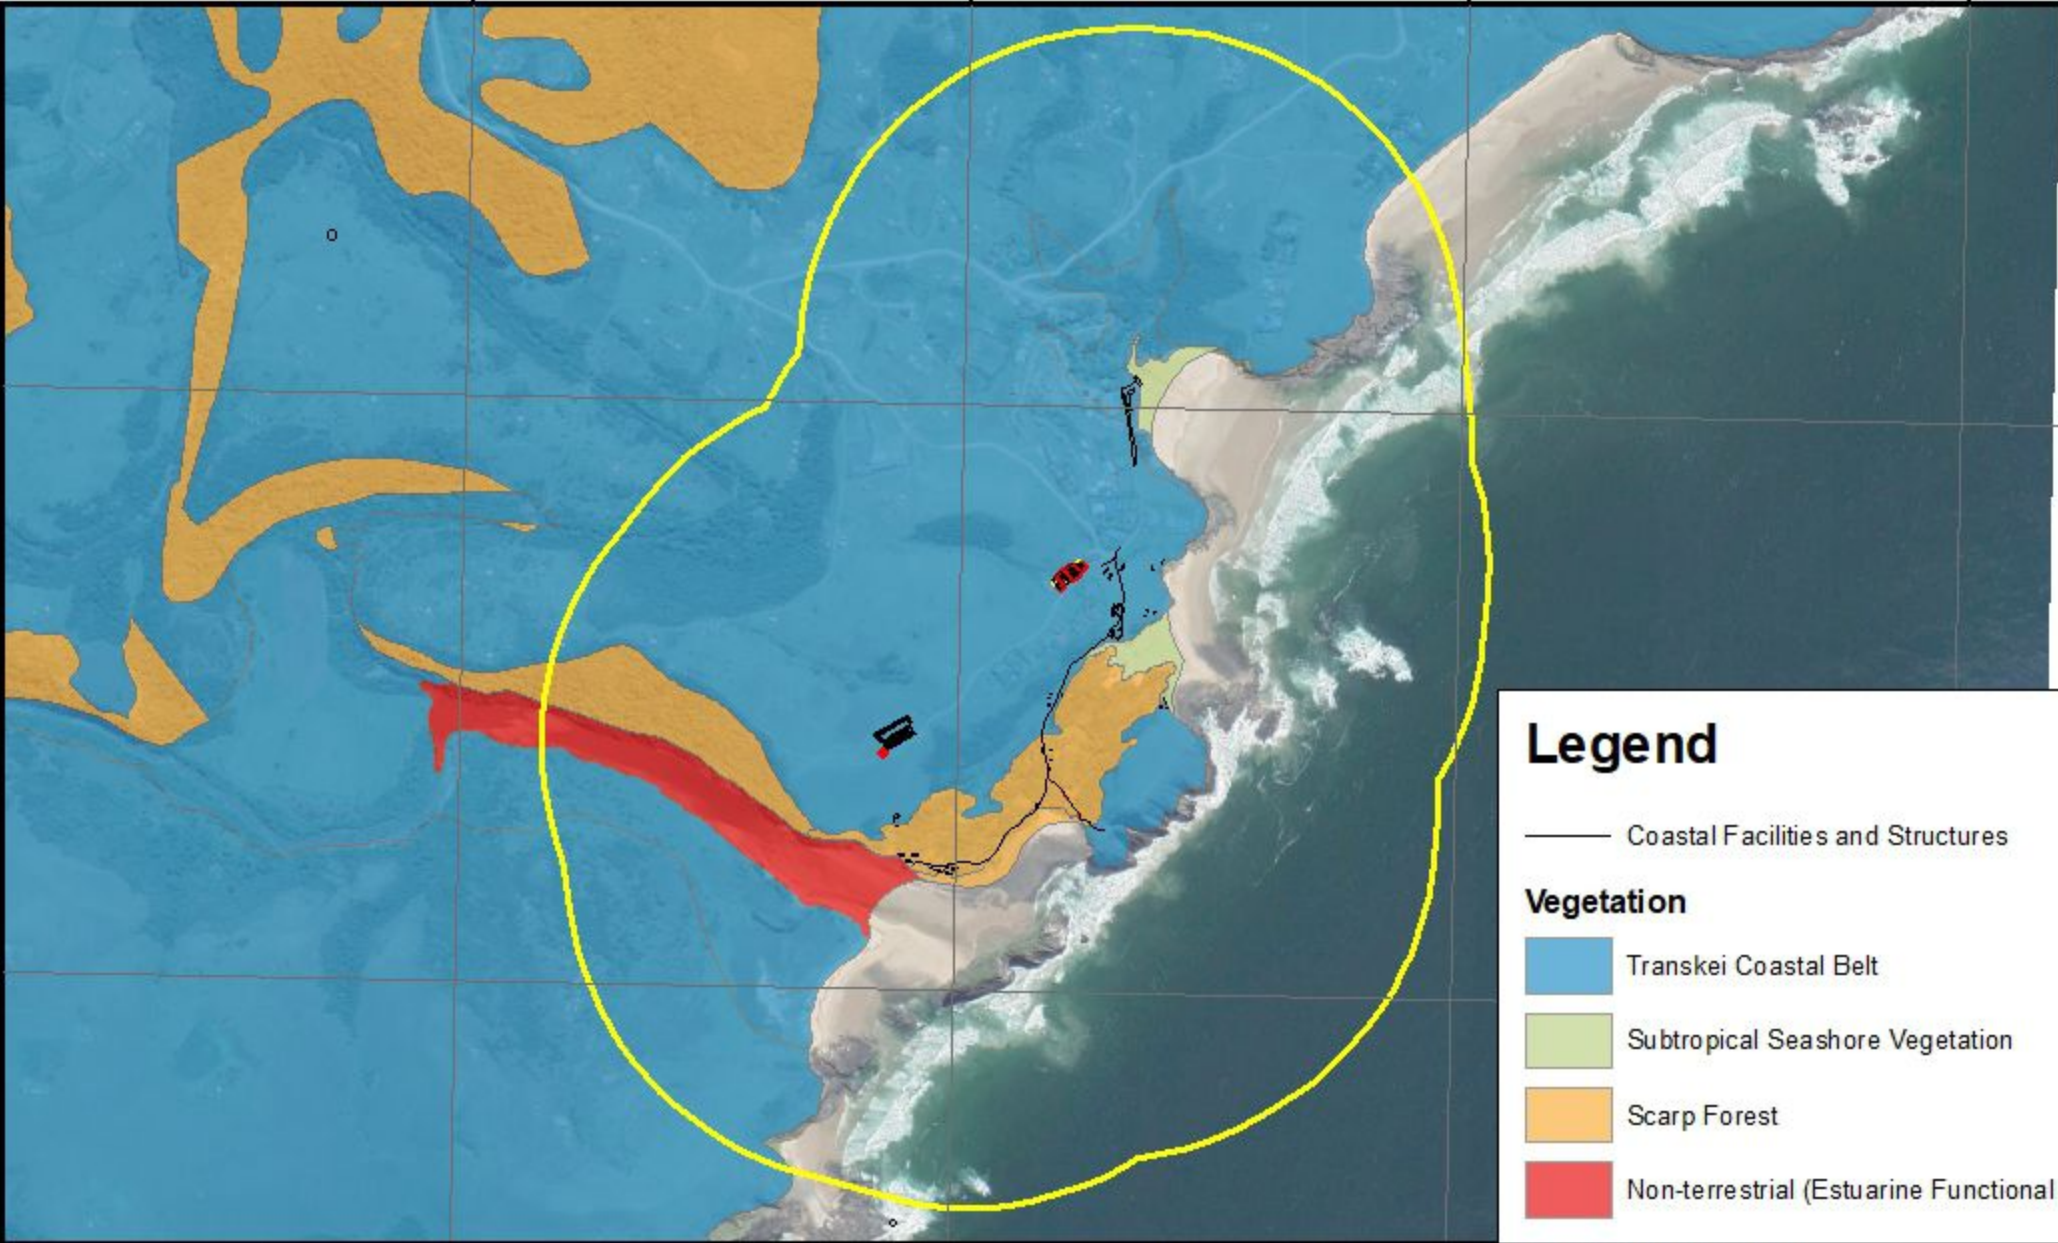 Legend
Coastal Facilities and Structures
Vegetation
Transkei Coastal Belt
Subtropical Seashore Vegetation
Scarp Forest
Non-terrestrial (Estuarine Functional